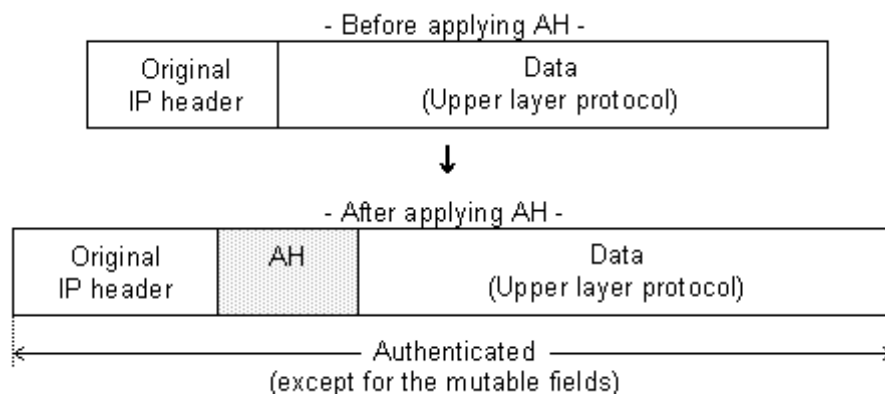 - Before applying AH -
Original
IP header
Data
(Upper layer protocol)
- After applying AH -
Original
IP header
AH
Data
(Upper layer protocol)
Authenticated
(except for the mutable fields)